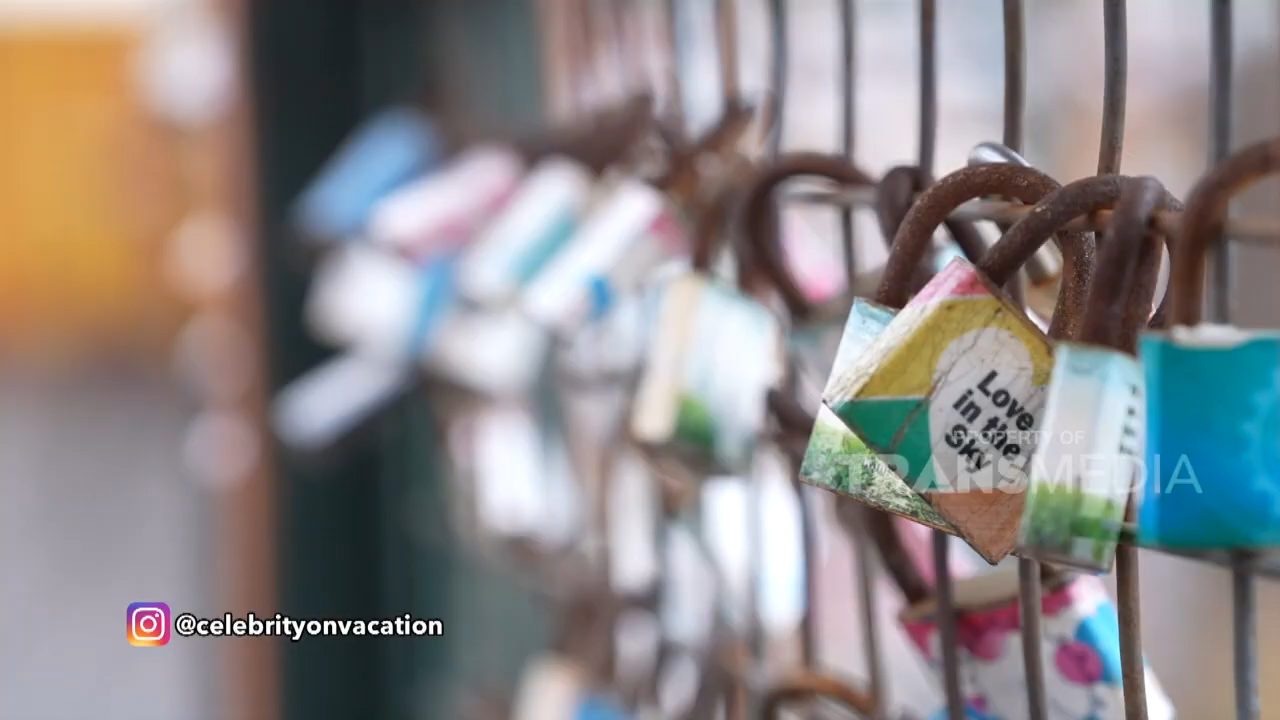 Love
in the
Sky
PROPERTY OF
TRANSMEDIA
@celebrityonvacation